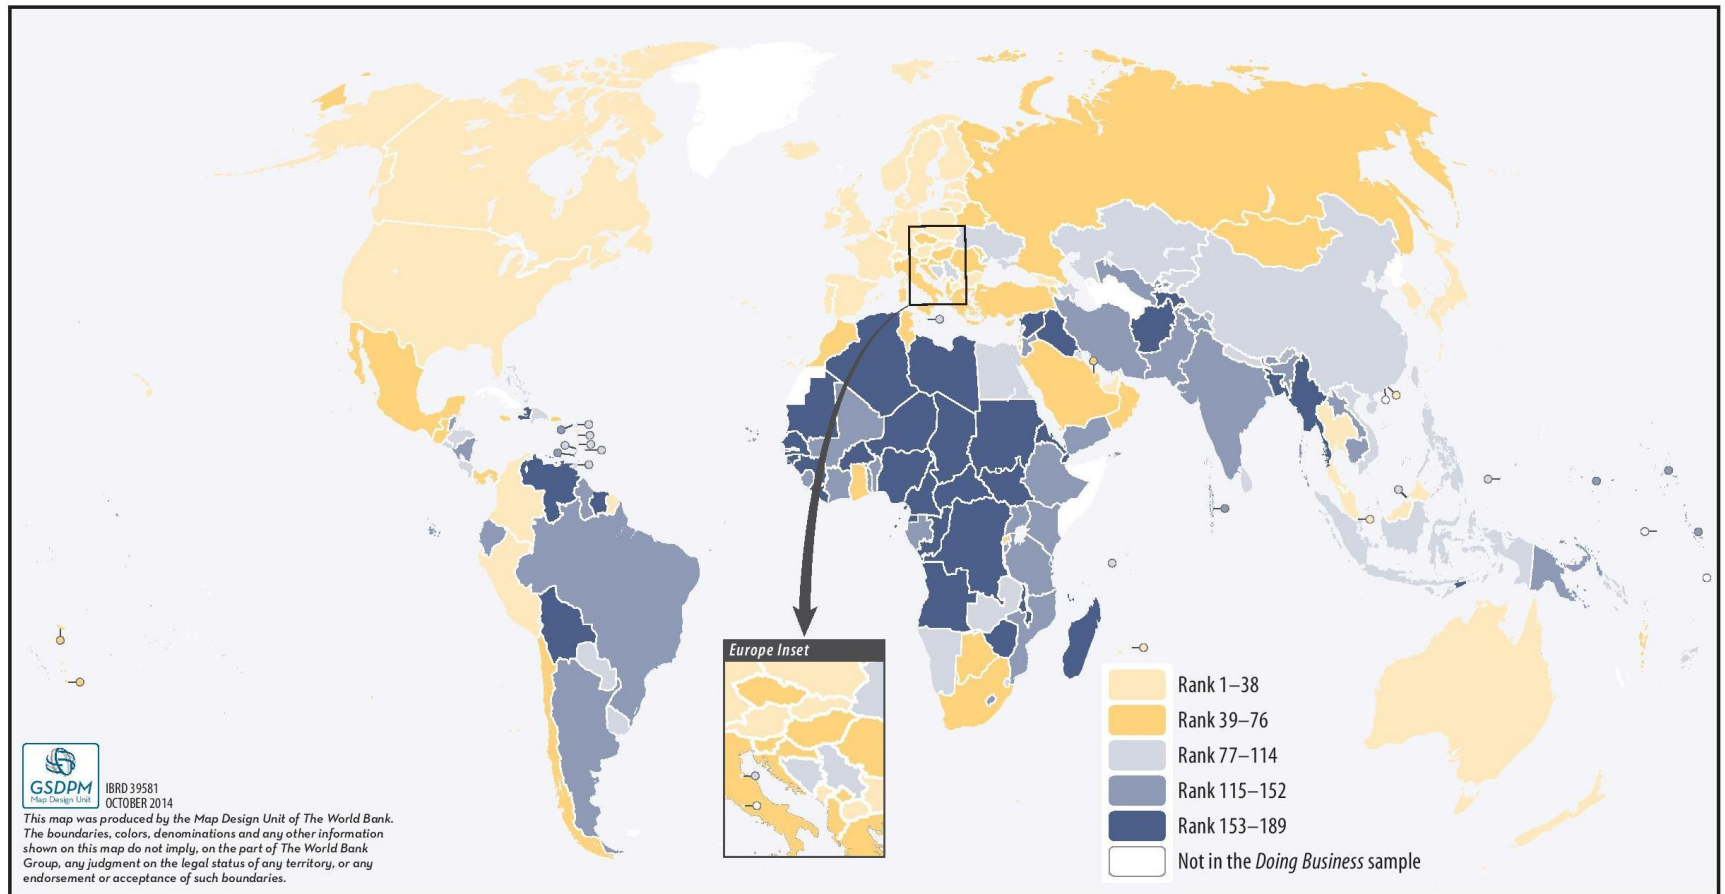 Europe Inset
Rank 1–38
Rank 39–76
Rank 77–114
Rank 115–152
Rank 153–189
Not in the Doing Business sample
GSDPM
Map Design Unit
IBRD 39581
OCTOBER 2014
This map was produced by the Map Design Unit of The World Bank.
The boundaries, colors, denominations and any other information
shown on this map do not imply, on the part of The World Bank
Group, any judgment on the legal status of any territory, or any
endorsement or acceptance of such boundaries.